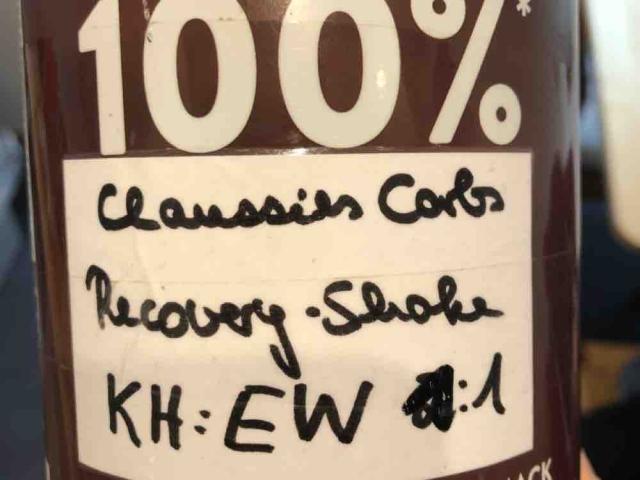 100%*
Claussies Carbs
Recovery-Shake
KH:EW :1